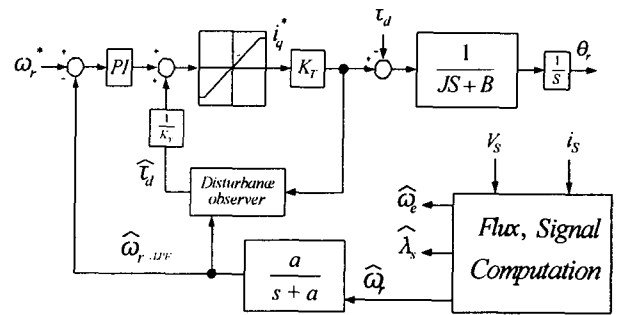 ω_r^*
+
-
PI
+
+
i_q^*
K_T
τ_d
-
+
1
JS + B
1
S
θ_r
1
K_T
τ̂_d
Disturbance
observer
V_S
i_S
ω̂_e
λ̂_s
Flux, Signal
Computation
ω̂_r
a
s + a
ω̂_r